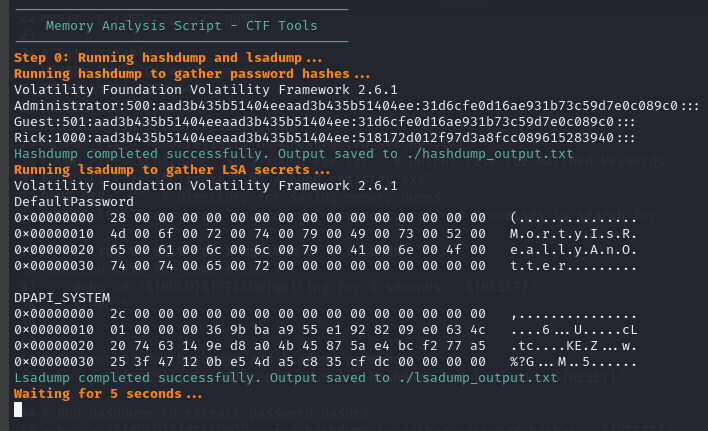 Memory Analysis Script - CTF Tools
Step 0: Running hashdump and lsadump...
Running hashdump to gather password hashes...
Volatility Foundation Volatility Framework 2.6.1
Administrator:500:aad3b435b51404eeaad3b435b51404ee:31d6cfe0d16ae931b73c59d7e0c089c0:::
Guest:501:aad3b435b51404eeaad3b435b51404ee:31d6cfe0d16ae931b73c59d7e0c089c0:::
Rick:1000:aad3b435b51404eeaad3b435b51404ee:518172d012f97d3a8fcc089615283940:::
Hashdump completed successfully. Output saved to ./hashdump_output.txt
Running lsadump to gather LSA secrets...
Volatility Foundation Volatility Framework 2.6.1
DefaultPassword
0×00000000  28 00 00 00 00 00 00 00 00 00 00 00 00 00 00 00   (...............
0×00000010  4d 00 6f 00 72 00 74 00 79 00 49 00 73 00 52 00   M.o.r.t.y.I.s.R.
0×00000020  65 00 61 00 6c 00 6c 00 79 00 41 00 6e 00 4f 00   e.a.l.l.y.A.n.O.
0×00000030  74 00 74 00 65 00 72 00 00 00 00 00 00 00 00 00   t.t.e.r.........
DPAPI_SYSTEM
0×00000000  2c 00 00 00 00 00 00 00 00 00 00 00 00 00 00 00   ,...............
0×00000010  01 00 00 00 36 9b ba a9 55 e1 92 82 09 e0 63 4c   ....6...U.....cL
0×00000020  20 74 63 14 9e d8 a0 4b 45 87 5a e4 bc f2 77 a5   .tc....KE.Z...w.
0×00000030  25 3f 47 12 0b e5 4d a5 c8 35 cf dc 00 00 00 00   %?G...M..5......
Lsadump completed successfully. Output saved to ./lsadump_output.txt
Waiting for 5 seconds...
# Run hashdump to extract password hashes